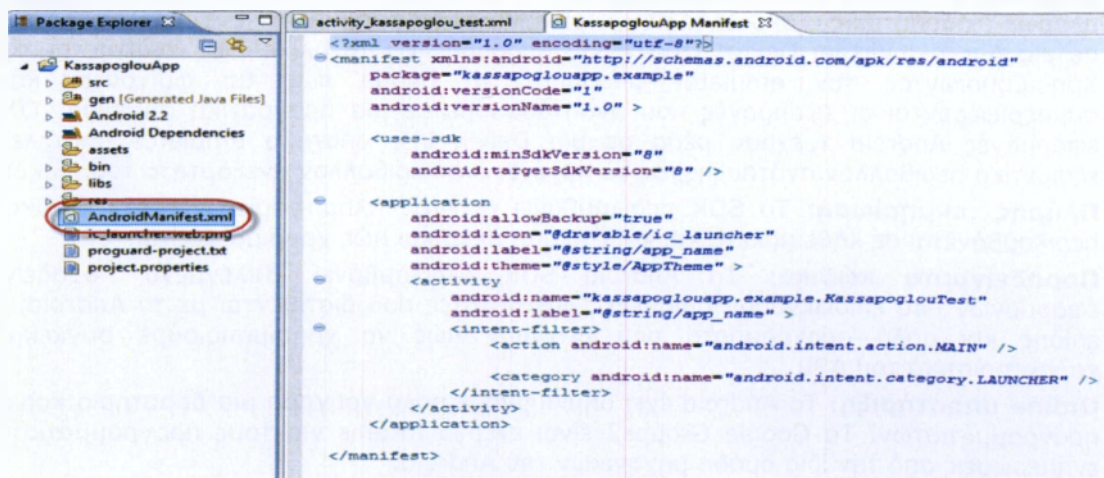 Package Explorer
KassapoglouApp
src
gen [Generated Java Files]
Android 2.2
Android Dependencies
assets
bin
libs
res
AndroidManifest.xml
ic_launcher-web.png
proguard-project.txt
project.properties
activity_kassapoglou_test.xml
KassapoglouApp Manifest
<?xml version="1.0" encoding="utf-8"?>
<manifest xmlns:android="http://schemas.android.com/apk/res/android"
package="kassapoglouapp.example"
android:versionCode="1"
android:versionName="1.0" >
<uses-sdk
android:minSdkVersion="8"
android:targetSdkVersion="8" />
<application
android:allowBackup="true"
android:icon="@drawable/ic_launcher"
android:label="@string/app_name"
android:theme="@style/AppTheme" >
<activity
android:name="kassapoglouapp.example.KassapoglouTest"
android:label="@string/app_name" >
<intent-filter>
<action android:name="android.intent.action.MAIN" />
<category android:name="android.intent.category.LAUNCHER" />
</intent-filter>
</activity>
</application>
</manifest>